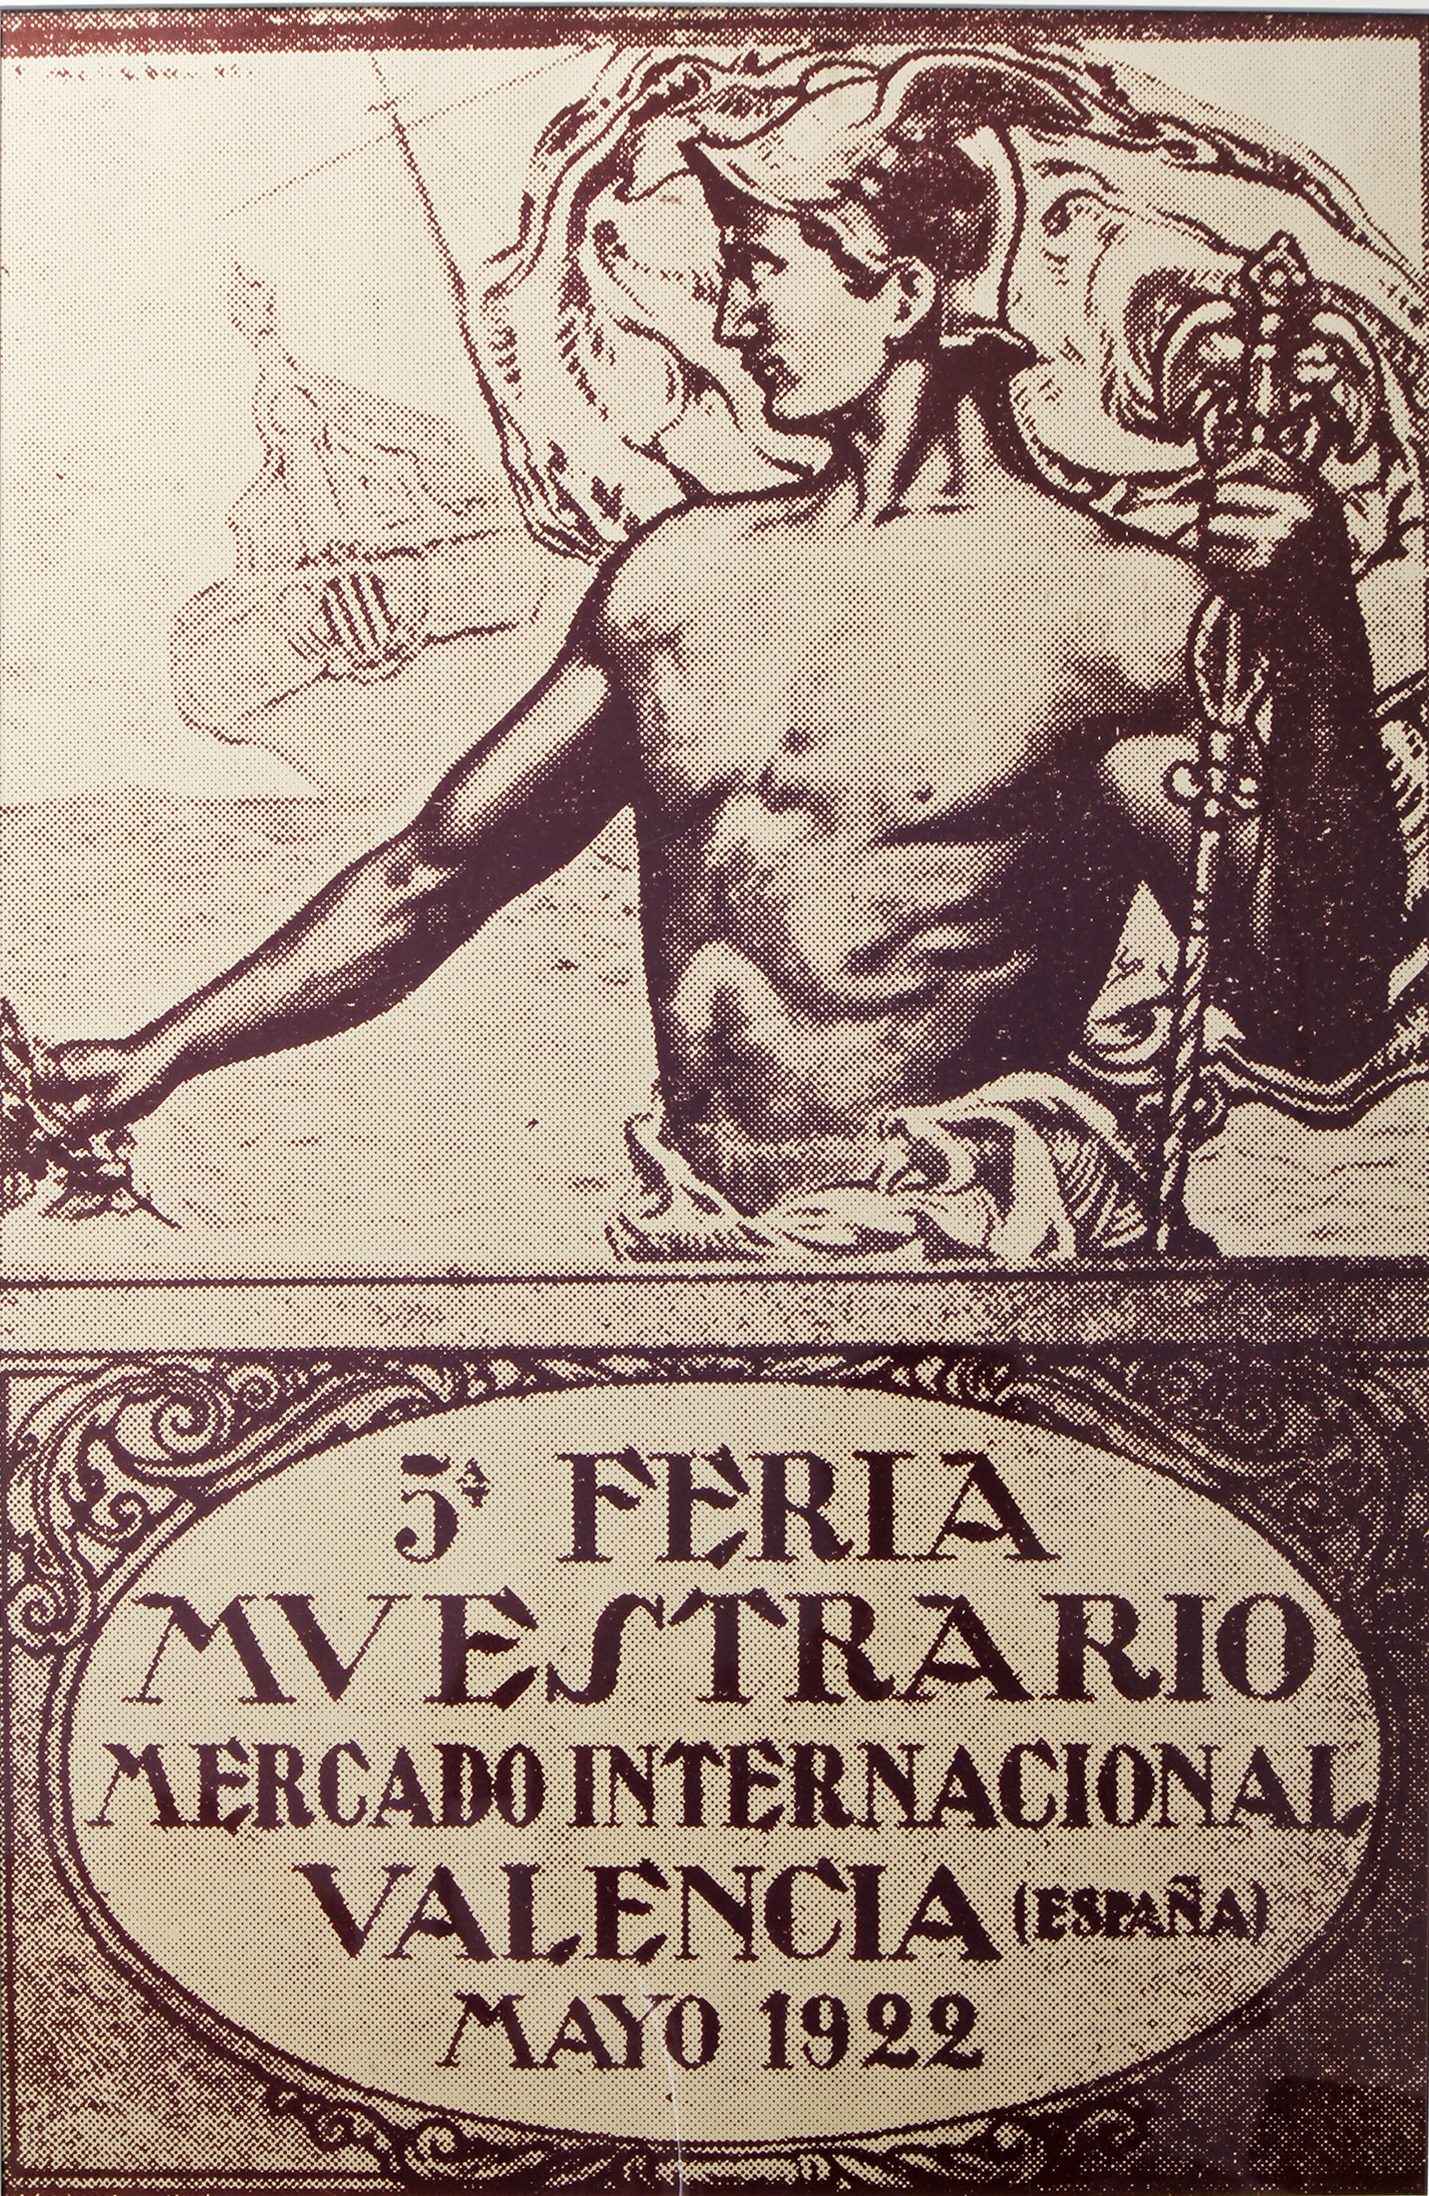 5ª FERIA
MVESTRARIO
MERCADO INTERNACIONAL
VALENCIA (ESPAÑA)
MAYO 1922